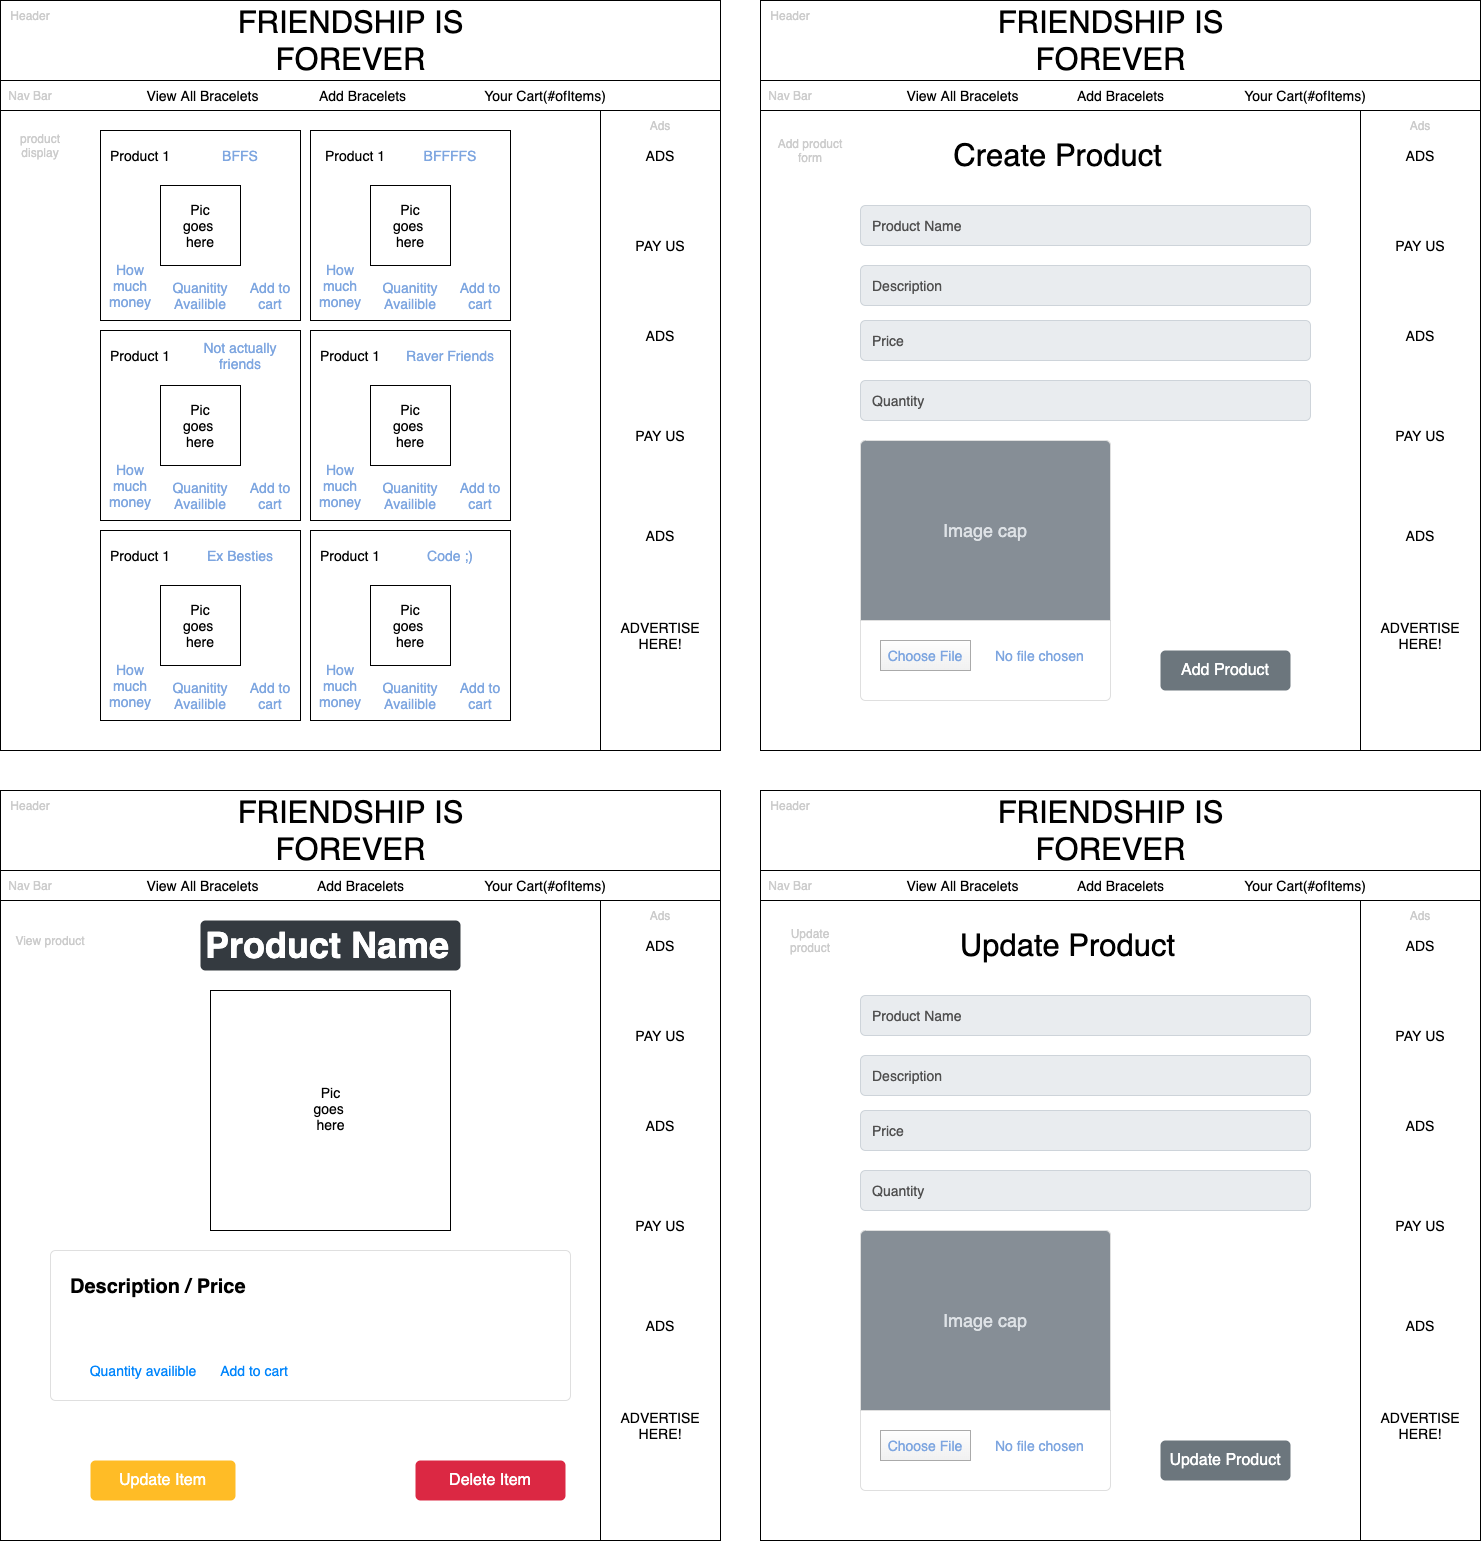 Header
FRIENDSHIP IS
FOREVER
Nav Bar
View All Bracelets
Add Bracelets
Your Cart(#ofItems)
product
display
Product 1
BFFS
Pic
goes
here
How
much
money
Quanitity
Availible
Add to
cart
Product 1
BFFFFS
Pic
goes
here
How
much
money
Quanitity
Availible
Add to
cart
Product 1
Not actually
friends
Pic
goes
here
How
much
money
Quanitity
Availible
Add to
cart
Product 1
Raver Friends
Pic
goes
here
How
much
money
Quanitity
Availible
Add to
cart
Product 1
Ex Besties
Pic
goes
here
How
much
money
Quanitity
Availible
Add to
cart
Product 1
Code ;)
Pic
goes
here
How
much
money
Quanitity
Availible
Add to
cart
Ads
ADS
PAY US
ADS
PAY US
ADS
ADVERTISE
HERE!
Header
FRIENDSHIP IS
FOREVER
Nav Bar
View All Bracelets
Add Bracelets
Your Cart(#ofItems)
Add product
form
Create Product
Product Name
Description
Price
Quantity
Image cap
Choose File
No file chosen
Add Product
Ads
ADS
PAY US
ADS
PAY US
ADS
ADVERTISE
HERE!
Header
FRIENDSHIP IS
FOREVER
Nav Bar
View All Bracelets
Add Bracelets
Your Cart(#ofItems)
View product
Product Name
Pic
goes
here
Description / Price
Quantity availible
Add to cart
Update Item
Delete Item
Ads
ADS
PAY US
ADS
PAY US
ADS
ADVERTISE
HERE!
Header
FRIENDSHIP IS
FOREVER
Nav Bar
View All Bracelets
Add Bracelets
Your Cart(#ofItems)
Update
product
Update Product
Product Name
Description
Price
Quantity
Image cap
Choose File
No file chosen
Update Product
Ads
ADS
PAY US
ADS
PAY US
ADS
ADVERTISE
HERE!